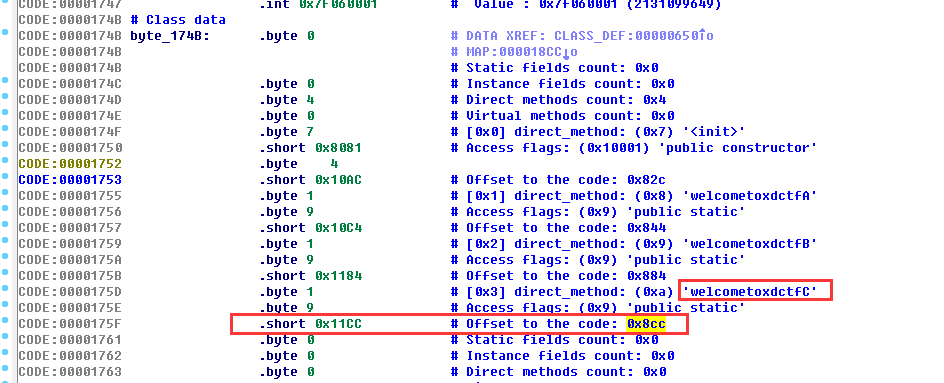 CODE:00001747 .int 0x7F060001 # Value : 0x7F060001 (2131099649)
CODE:0000174B # Class data
CODE:0000174B byte_174B: .byte 0 # DATA XREF: CLASS_DEF:00000650↑o
CODE:0000174B # MAP:000018CC↓o
CODE:0000174B # Static fields count: 0x0
CODE:0000174C .byte 0 # Instance fields count: 0x0
CODE:0000174D .byte 4 # Direct methods count: 0x4
CODE:0000174E .byte 0 # Virtual methods count: 0x0
CODE:0000174F .byte 7 # [0x0] direct_method: (0x7) '<init>'
CODE:00001750 .short 0x8081 # Access flags: (0x10001) 'public constructor'
CODE:00001752 .byte 4
CODE:00001753 .short 0x10AC # Offset to the code: 0x82c
CODE:00001755 .byte 1 # [0x1] direct_method: (0x8) 'welcometoxdctfA'
CODE:00001756 .byte 9 # Access flags: (0x9) 'public static'
CODE:00001757 .short 0x10C4 # Offset to the code: 0x844
CODE:00001759 .byte 1 # [0x2] direct_method: (0x9) 'welcometoxdctfB'
CODE:0000175A .byte 9 # Access flags: (0x9) 'public static'
CODE:0000175B .short 0x1184 # Offset to the code: 0x884
CODE:0000175D .byte 1 # [0x3] direct_method: (0xa) 'welcometoxdctfC'
CODE:0000175E .byte 9 # Access flags: (0x9) 'public static'
CODE:0000175F .short 0x11CC # Offset to the code: 0x8cc
CODE:00001761 .byte 0 # Static fields count: 0x0
CODE:00001762 .byte 0 # Instance fields count: 0x0
CODE:00001763 .byte 0 # Direct methods count: 0x0